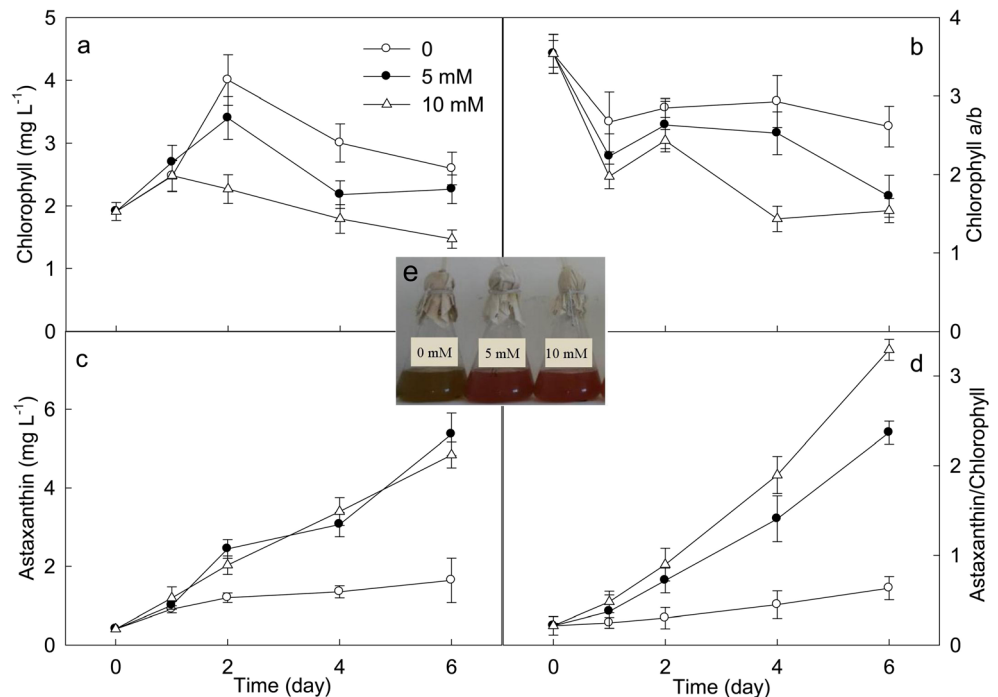 a
Chlorophyll (mg L⁻¹)
5
4
3
2
1
0
0
5 mM
10 mM
b
Chlorophyll a/b
4
3
2
1
0
e
0 mM
5 mM
10 mM
c
Astaxanthin (mg L⁻¹)
6
4
2
0
0
2
4
6
Time (day)
d
Astaxanthin/Chlorophyll
3
2
1
0
0
2
4
6
Time (day)